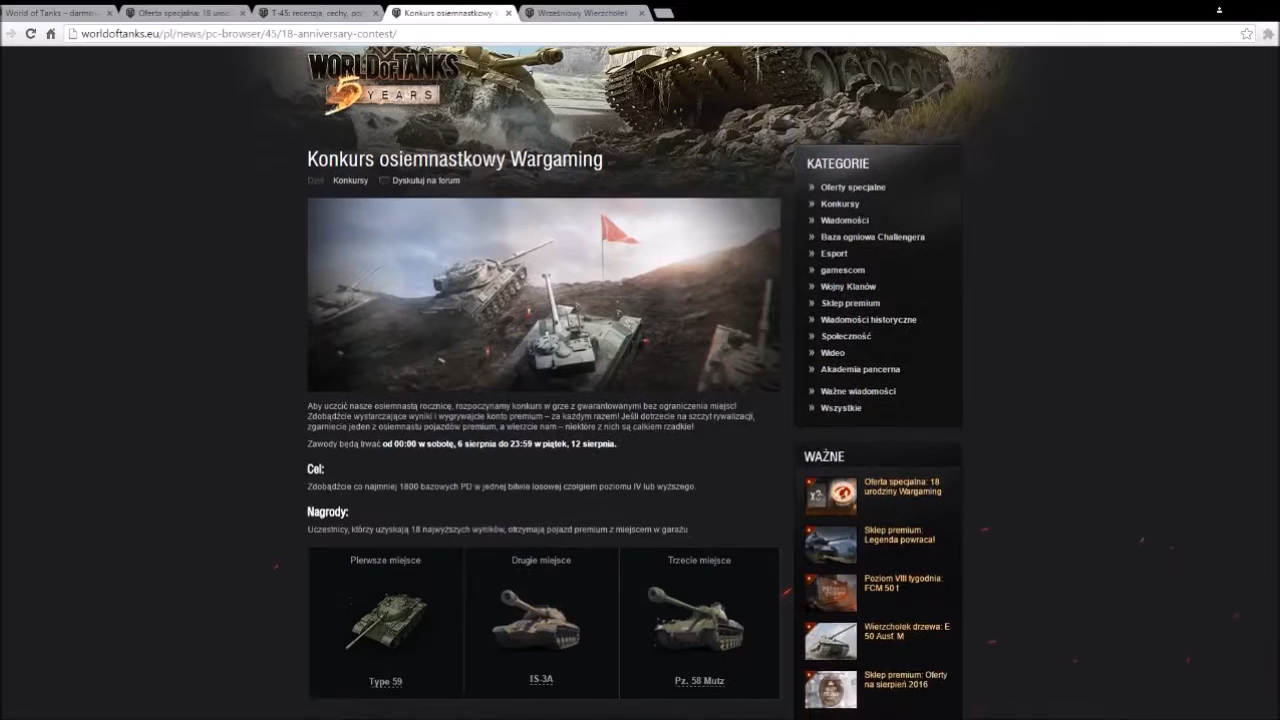 World of Tanks – darmo
Oferta specjalna: 18 uroc
T-45: recenzja, cechy, po
Konkurs osiemnastkowy
Wrześniowy Wierzchołek
worldoftanks.eu/pl/news/pc-browser/45/18-anniversary-contest/
WORLD OF TANKS
5 YEARS
Konkurs osiemnastkowy Wargaming
Dziś Konkursy Dyskutuj na forum
Aby uczcić naszą osiemnastą rocznicę, rozpoczynamy konkurs w grze z gwarantowanymi bez ograniczenia miejsc!
Zdobądźcie wystarczające wyniki i wygrywajcie konto premium – za każdym razem! Jeśli dotrzecie na szczyt rywalizacji,
zgarniecie jeden z osiemnastu pojazdów premium, a wierzcie nam – niektóre z nich są całkiem rzadkie!
Zawody będą trwać od 00:00 w sobotę, 6 sierpnia do 23:59 w piątek, 12 sierpnia.
Cel:
Zdobądźcie co najmniej 1800 bazowych PD w jednej bitwie losowej czołgiem poziomu IV lub wyższego.
Nagrody:
Uczestnicy, którzy uzyskają 18 najwyższych wyników, otrzymają pojazd premium z miejscem w garażu
Pierwsze miejsce
Drugie miejsce
Trzecie miejsce
Type 59
IS-3A
Pz. 58 Mutz
KATEGORIE
Oferty specjalne
Konkursy
Wiadomości
Baza ogniowa Challengera
Esport
gamescom
Wojny Klanów
Sklep premium
Wiadomości historyczne
Społeczność
Wideo
Akademia pancerna
Ważne wiadomości
Wszystkie
WAŻNE
Oferta specjalna: 18
urodziny Wargaming
Sklep premium:
Legenda powraca!
Poziom VIII tygodnia:
FCM 50 t
Wierzchołek drzewa: E
50 Ausf. M
Sklep premium: Oferty
na sierpień 2016